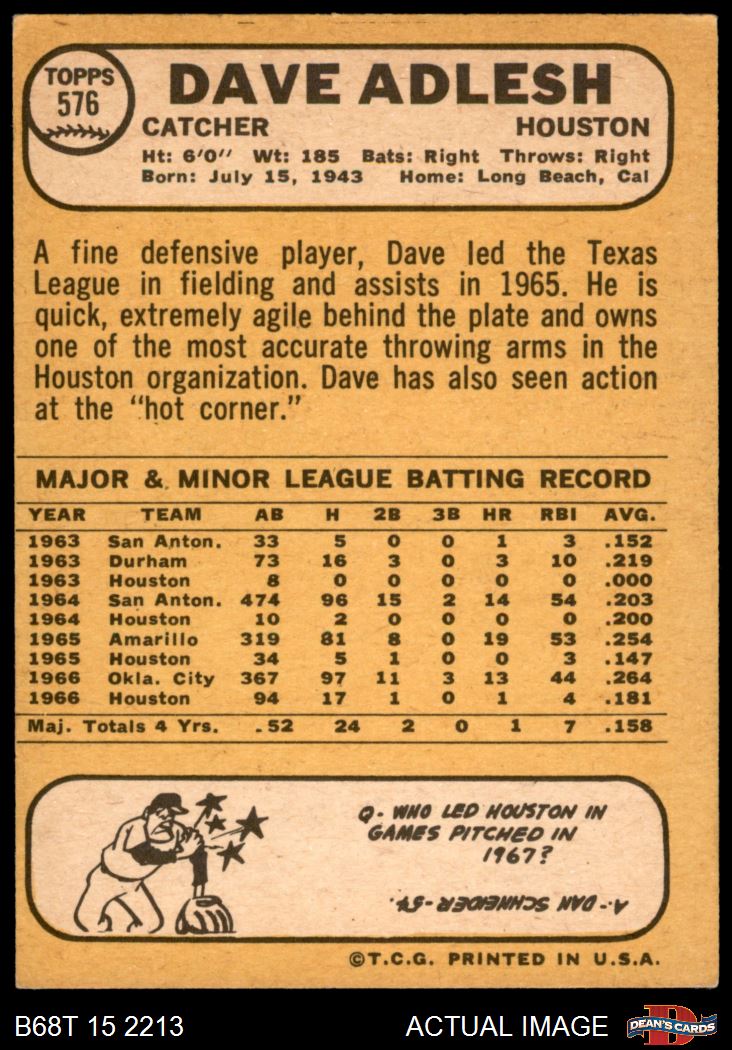 TOPPS
576
DAVE ADLESH
CATCHER HOUSTON
Ht: 6'0" Wt: 185 Bats: Right Throws: Right
Born: July 15, 1943 Home: Long Beach, Cal
A fine defensive player, Dave led the Texas
League in fielding and assists in 1965. He is
quick, extremely agile behind the plate and owns
one of the most accurate throwing arms in the
Houston organization. Dave has also seen action
at the "hot corner."
MAJOR & MINOR LEAGUE BATTING RECORD
YEAR TEAM AB H 2B 3B HR RBI AVG.
1963 San Anton. 33 5 0 0 1 3 .152
1963 Durham 73 16 3 0 3 10 .219
1963 Houston 8 0 0 0 0 0 .000
1964 San Anton. 474 96 15 2 14 54 .203
1964 Houston 10 2 0 0 0 0 .200
1965 Amarillo 319 81 8 0 19 53 .254
1965 Houston 34 5 1 0 0 3 .147
1966 Okla. City 367 97 11 3 13 44 .264
1966 Houston 94 17 1 0 1 4 .181
Maj. Totals 4 Yrs. .52 24 2 0 1 7 .158
Q- WHO LED HOUSTON IN
GAMES PITCHED IN
1967?
A- DAN SCHNEIDER-54.
©T.C.G. PRINTED IN U.S.A.
B68T 15 2213 ACTUAL IMAGE
D
DEAN'S CARDS